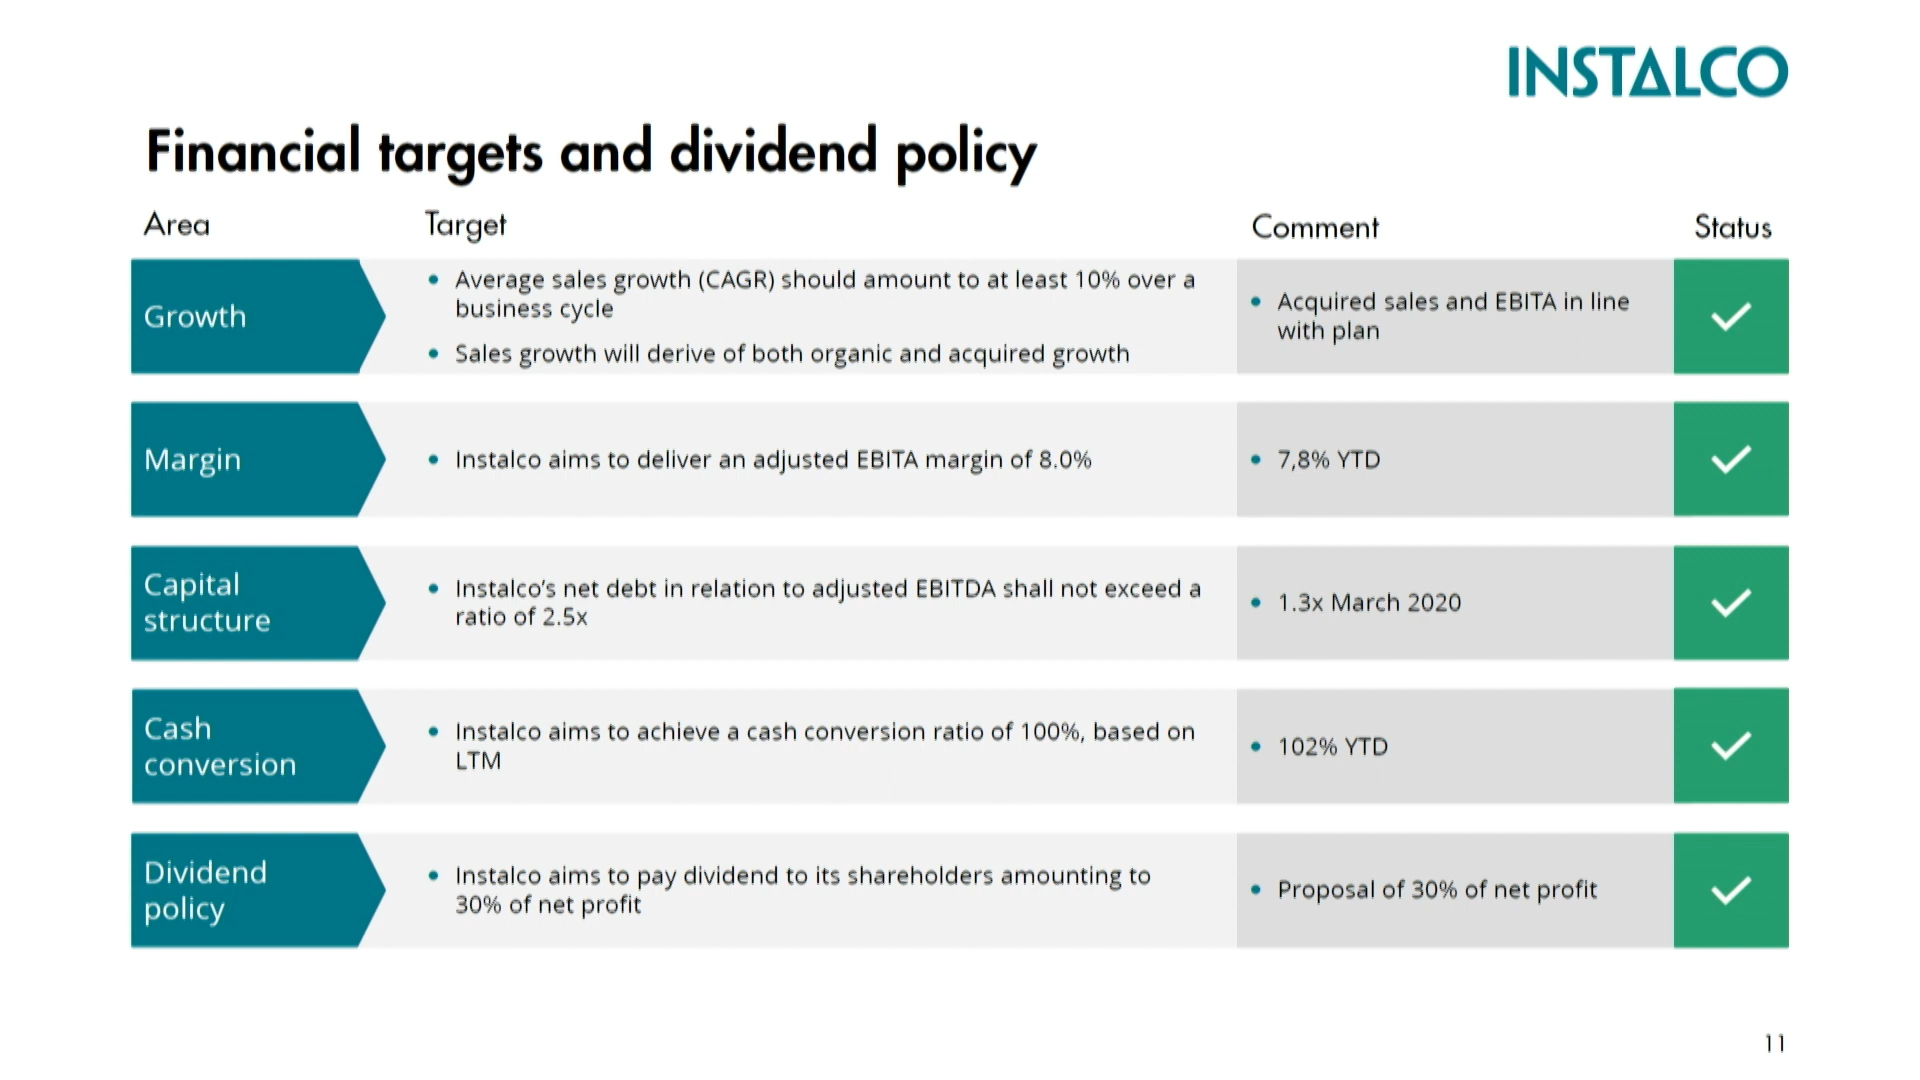 INSTALCO
Financial targets and dividend policy
Area
Target
Comment
Status
Growth
• Average sales growth (CAGR) should amount to at least 10% over a
business cycle
• Sales growth will derive of both organic and acquired growth
• Acquired sales and EBITA in line
with plan
Margin
• Instalco aims to deliver an adjusted EBITA margin of 8.0%
• 7,8% YTD
Capital
structure
• Instalco's net debt in relation to adjusted EBITDA shall not exceed a
ratio of 2.5x
• 1.3x March 2020
Cash
conversion
• Instalco aims to achieve a cash conversion ratio of 100%, based on
LTM
• 102% YTD
Dividend
policy
• Instalco aims to pay dividend to its shareholders amounting to
30% of net profit
• Proposal of 30% of net profit
11